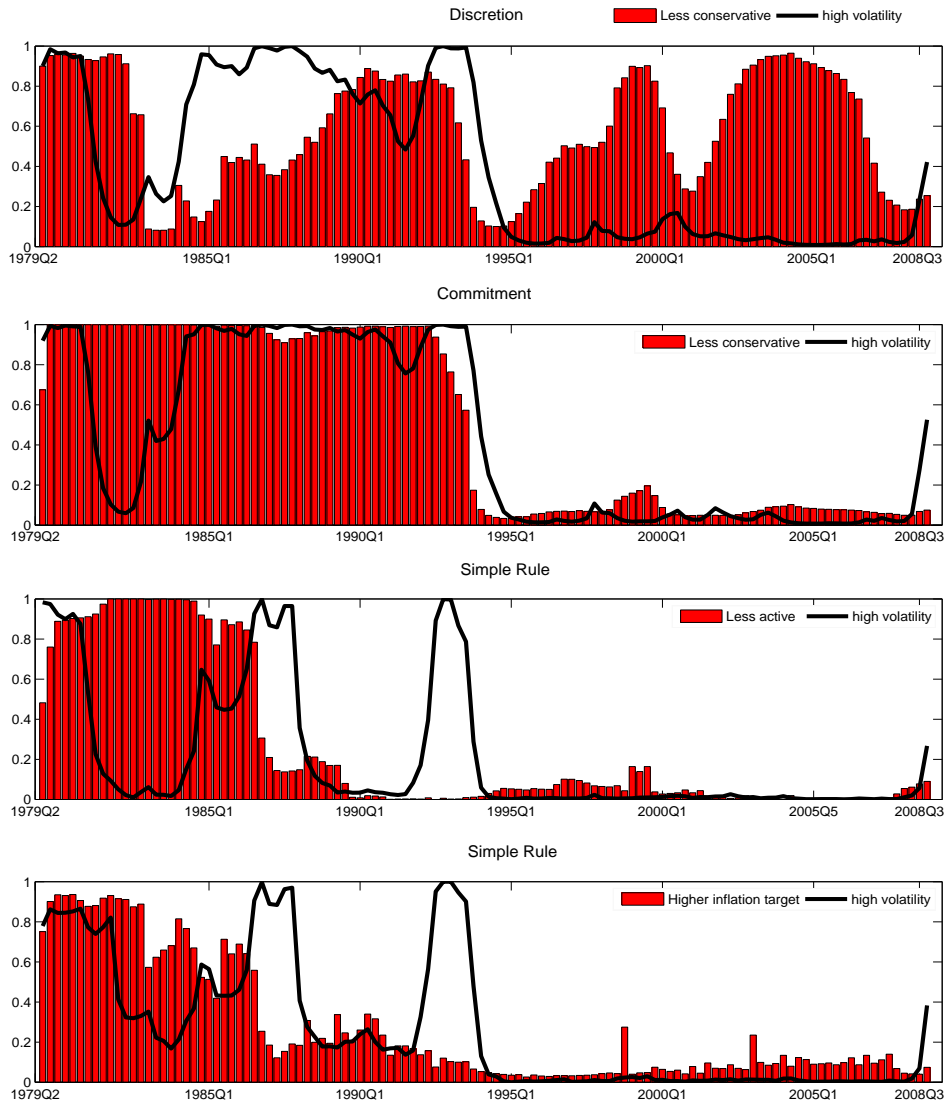 Discretion
Less conservative high volatility
1
0.8
0.6
0.4
0.2
0
1979Q2 1985Q1 1990Q1 1995Q1 2000Q1 2005Q1 2008Q3
Commitment
Less conservative high volatility
1
0.8
0.6
0.4
0.2
0
1979Q2 1985Q1 1990Q1 1995Q1 2000Q1 2005Q1 2008Q3
Simple Rule
Less active high volatility
1
0.8
0.6
0.4
0.2
0
1979Q2 1985Q1 1990Q1 1995Q1 2000Q1 2005Q5 2008Q3
Simple Rule
Higher inflation target high volatility
1
0.8
0.6
0.4
0.2
0
1979Q2 1985Q1 1990Q1 1995Q1 2000Q1 2005Q1 2008Q3